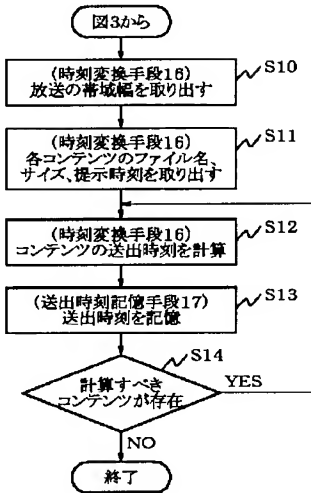 図3から
(時刻変換手段16)
放送の帯域幅を取り出す
S10
(時刻変換手段16)
各コンテンツのファイル名、
サイズ、提示時刻を取り出す
S11
(時刻変換手段16)
コンテンツの送出時刻を計算
S12
(送出時刻記憶手段17)
送出時刻を記憶
S13
S14
計算すべき
コンテンツが存在
YES
NO
終了